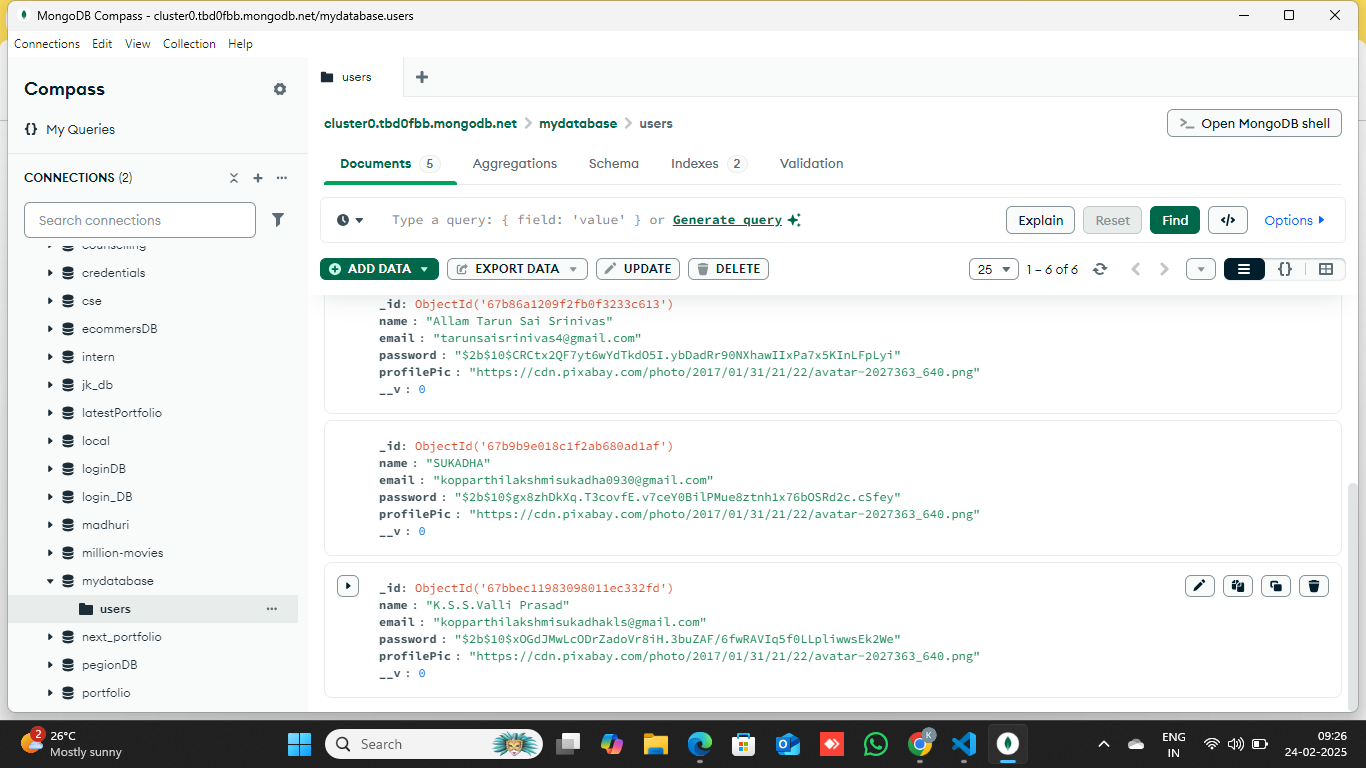 MongoDB Compass - cluster0.tbd0fbb.mongodb.net/mydatabase.users
Connections Edit View Collection Help
Compass
{} My Queries
CONNECTIONS (2)
Search connections
counselling
credentials
cse
ecommersDB
intern
jk_db
latestPortfolio
local
loginDB
login_DB
madhuri
million-movies
mydatabase
users
next_portfolio
pegionDB
portfolio
users
cluster0.tbd0fbb.mongodb.net > mydatabase > users
>_ Open MongoDB shell
Documents 5 Aggregations Schema Indexes 2 Validation
Type a query: { field: 'value' } or Generate query
Explain Reset Find </> Options
ADD DATA EXPORT DATA UPDATE DELETE
25 1 – 6 of 6 {}
_id: ObjectId('67b86a1209f2fb0f3233c613')
name : "Allam Tarun Sai Srinivas"
email : "tarunsaisrinivas4@gmail.com"
password : "$2b$10$CRCtx2QF7yt6wYdTkdO5I.ybDadRr90NXhawIIxPa7x5KInLFpLyi"
profilePic : "https://cdn.pixabay.com/photo/2017/01/31/21/22/avatar-2027363_640.png"
__v : 0
_id: ObjectId('67b9b9e018c1f2ab680ad1af')
name : "SUKADHA"
email : "kopparthilakshmisukadha0930@gmail.com"
password : "$2b$10$gx8zhDkXq.T3covfE.v7ceY0BilPMue8ztnh1x76bOSRd2c.cSfey"
profilePic : "https://cdn.pixabay.com/photo/2017/01/31/21/22/avatar-2027363_640.png"
__v : 0
_id: ObjectId('67bbec11983098011ec332fd')
name : "K.S.S.Valli Prasad"
email : "kopparthilakshmisukadhakls@gmail.com"
password : "$2b$10$xOGdJMwLcODrZadoVr8iH.3buZAF/6fwRAVIq5f0LLpliwwsEk2We"
profilePic : "https://cdn.pixabay.com/photo/2017/01/31/21/22/avatar-2027363_640.png"
__v : 0
2
26°C
Mostly sunny
Search
K
ENG
IN
09:26
24-02-2025